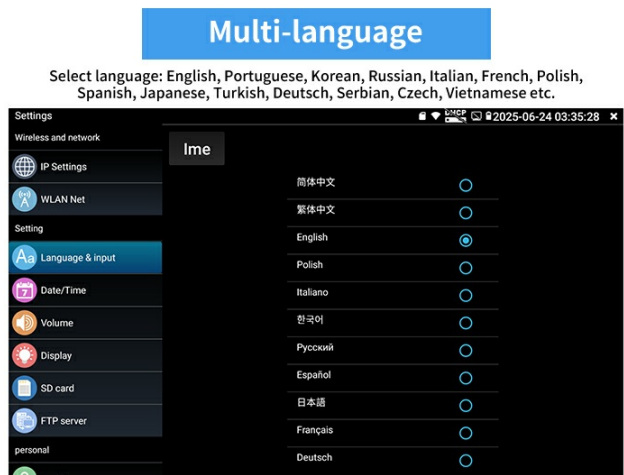 Multi-language
Select language: English, Portuguese, Korean, Russian, Italian, French, Polish,
Spanish, Japanese, Turkish, Deutsch, Serbian, Czech, Vietnamese etc.
Settings
DHCP
2025-06-24 03:35:28
Wireless and network
Ime
IP Settings
WLAN Net
Setting
Aa Language & input
7 Date/Time
Volume
Display
SD card
FTP server
personal
简体中文
繁体中文
English
Polish
Italiano
한국어
Русский
Español
日本語
Français
Deutsch